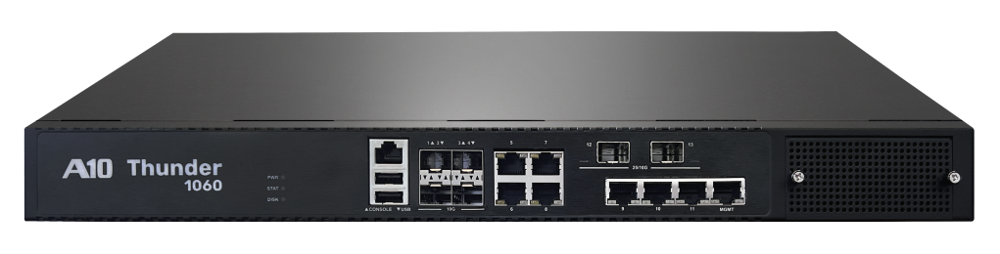 A10 Thunder
1060
PWR
STAT
DISK
▲CONSOLE ▼USB
1▲ 2▼ 3▲ 4▼
10G
5 7
6 8
12 13
25/10G
9 10 11 MGMT